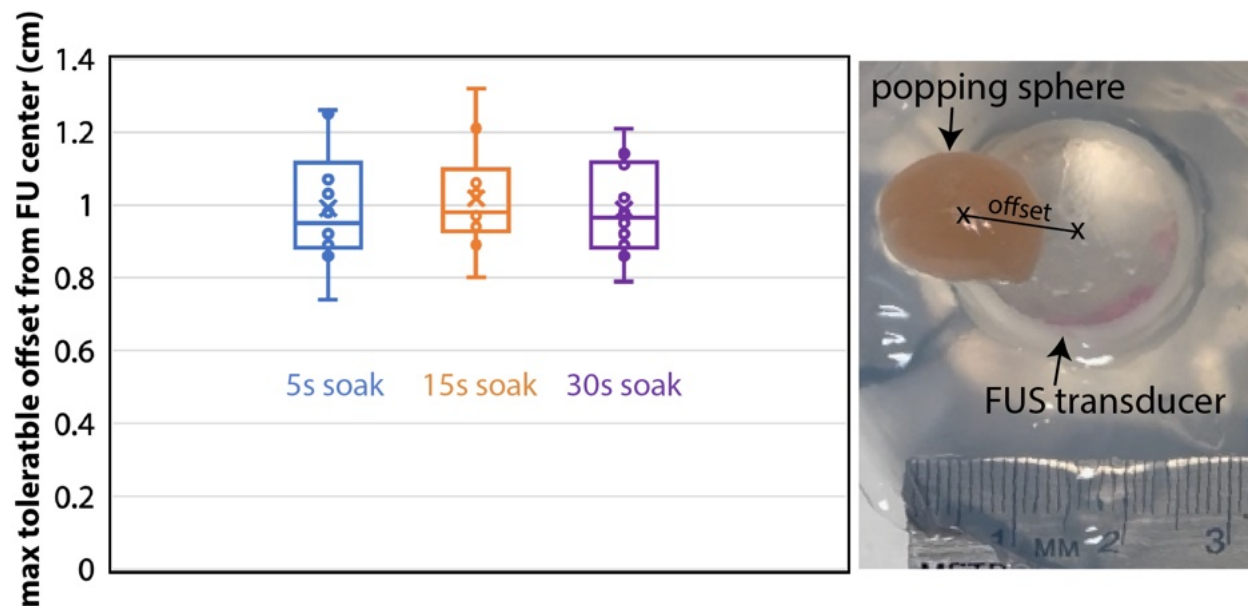 max toleratble offset from FU center (cm)
1.4
1.2
1
0.8
0.6
0.4
0.2
0
5s soak
15s soak
30s soak
popping sphere
x offset x
FUS transducer
1 MM 2 3